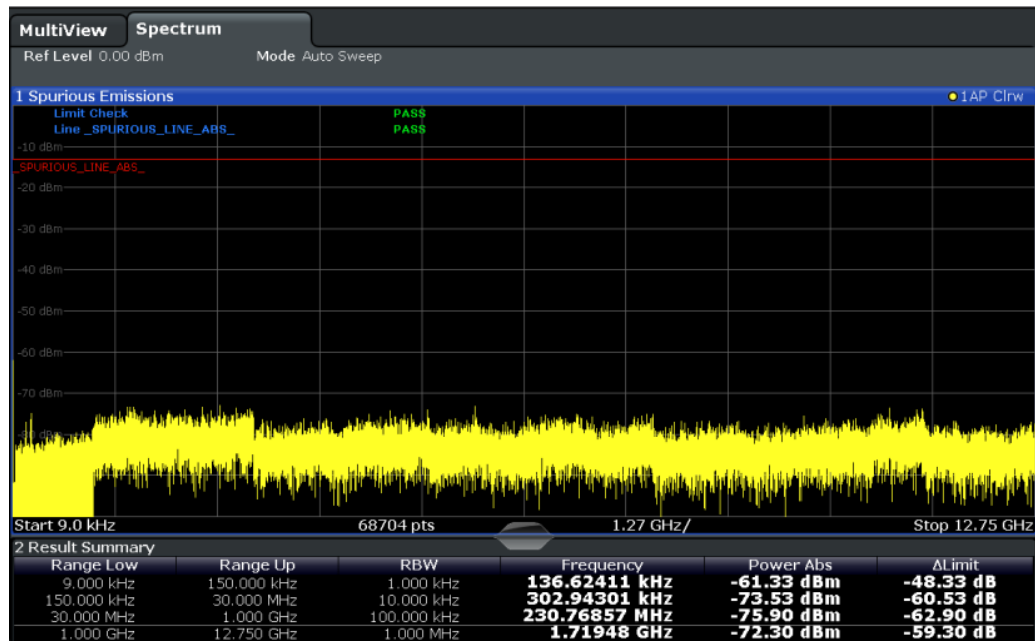 MultiView Spectrum
Ref Level 0.00 dBm Mode Auto Sweep
1 Spurious Emissions 1AP Clrw
Limit Check PASS
Line _SPURIOUS_LINE_ABS_ PASS
-10 dBm
_SPURIOUS_LINE_ABS_
-20 dBm
-30 dBm
-40 dBm
-50 dBm
-60 dBm
-70 dBm
Start 9.0 kHz 68704 pts 1.27 GHz/ Stop 12.75 GHz
2 Result Summary
Range Low Range Up RBW Frequency Power Abs ΔLimit
9.000 kHz 150.000 kHz 1.000 kHz 136.62411 kHz -61.33 dBm -48.33 dB
150.000 kHz 30.000 MHz 10.000 kHz 302.94301 kHz -73.53 dBm -60.53 dB
30.000 MHz 1.000 GHz 100.000 kHz 230.76857 MHz -75.90 dBm -62.90 dB
1.000 GHz 12.750 GHz 1.000 MHz 1.71948 GHz -72.30 dBm -59.30 dB